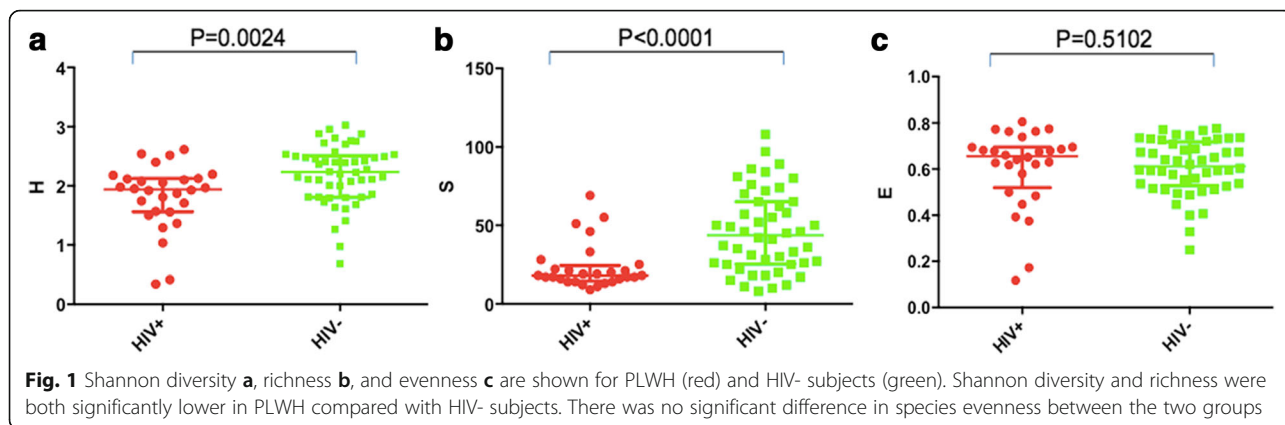 a b c
P=0.0024 P<0.0001 P=0.5102
4 150 1.0
3 0.8
100
2 0.6
H S E
0.4
1 50
0.2
0 0 0.0
HIV+ HIV- HIV+ HIV- HIV+ HIV-
Fig. 1 Shannon diversity a, richness b, and evenness c are shown for PLWH (red) and HIV- subjects (green). Shannon diversity and richness were
both significantly lower in PLWH compared with HIV- subjects. There was no significant difference in species evenness between the two groups